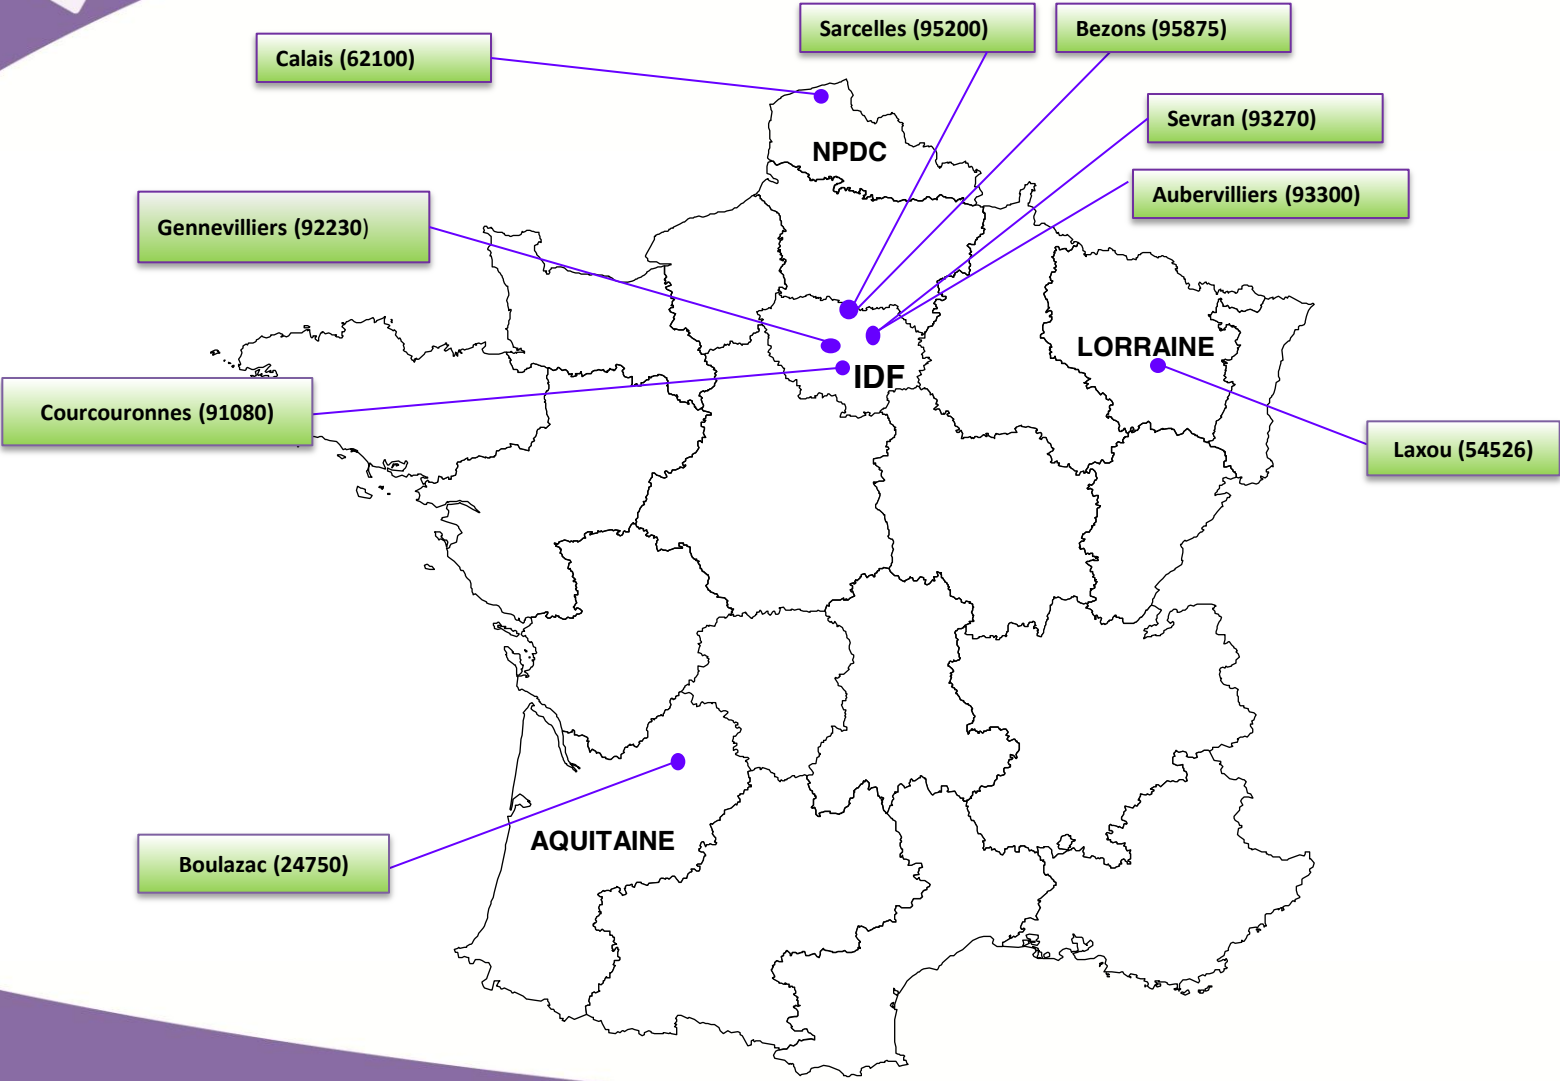 Sarcelles (95200)
Bezons (95875)
Calais (62100)
Sevran (93270)
NPDC
Aubervilliers (93300)
Gennevilliers (92230)
LORRAINE
IDF
Courcouronnes (91080)
Laxou (54526)
AQUITAINE
Boulazac (24750)